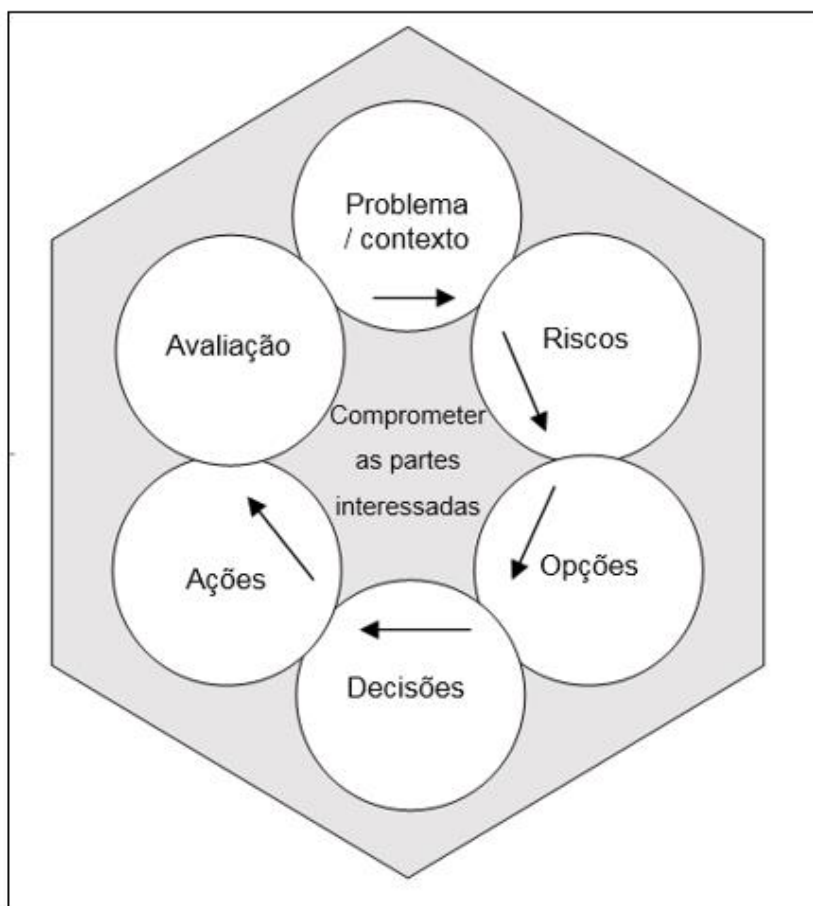 Problema
/ contexto
Riscos
Avaliação
Comprometer
as partes
interessadas
Opções
Ações
Decisões